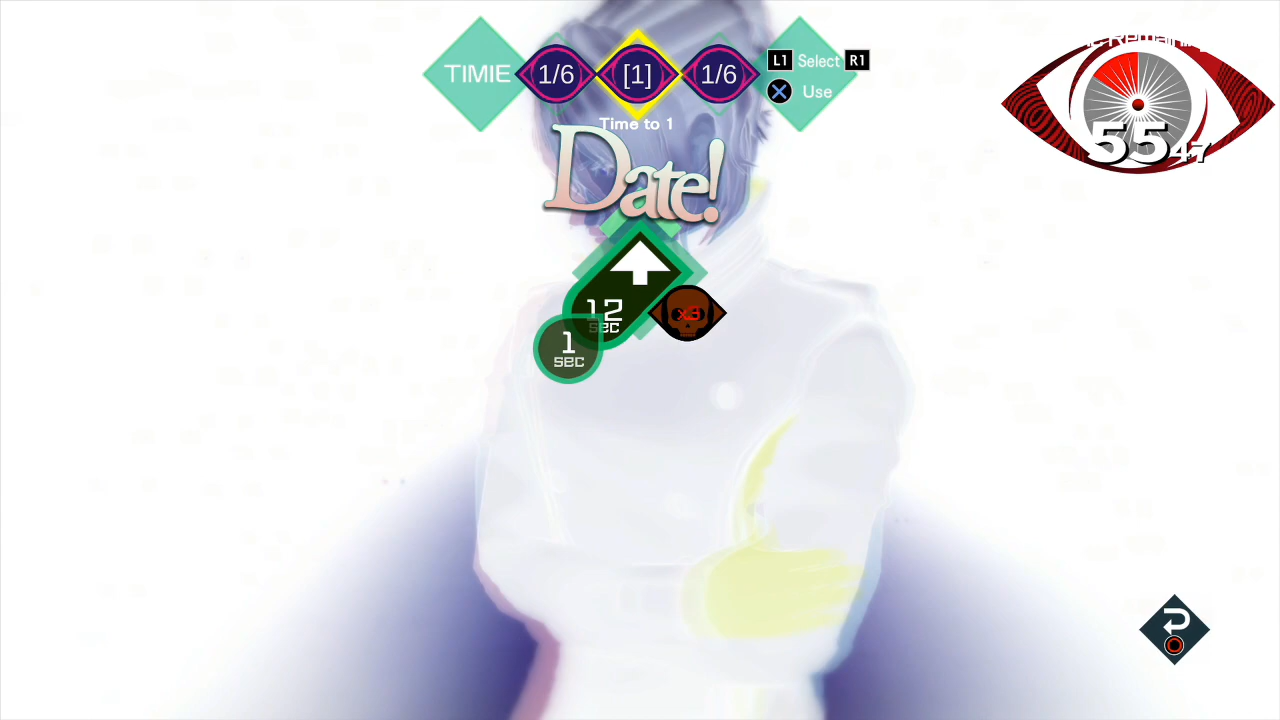 TIMIE 1/6 [1] 1/6 L1 Select R1
Use
Time to 1
Date!
12
sec
x3
1
sec
55 47